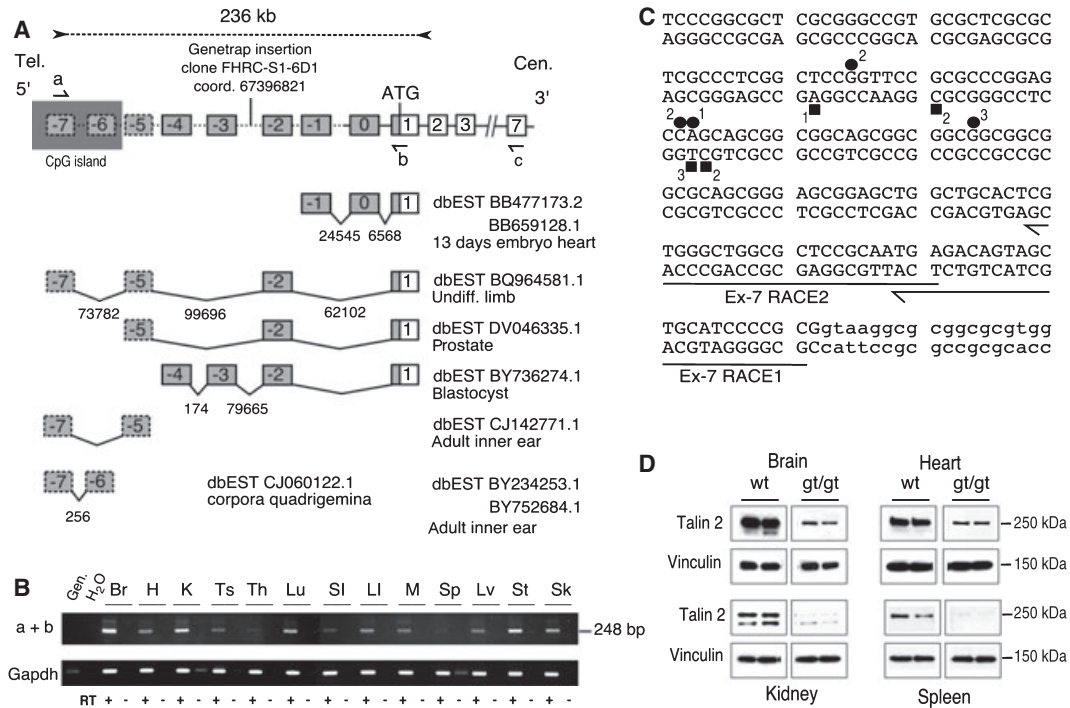 A
236 kb
Genetrap insertion
clone FHRC-S1-6D1
coord. 67396821
Tel.
Cen.
5'
a
ATG
3'
-7 -6 -5 -4 -3 -2 -1 0 1 2 3 // 7
CpG island
b
c
-1 0 1
24545 6568
dbEST BB477173.2
BB659128.1
13 days embryo heart
-7 -5 -2 1
73782 99696 62102
dbEST BQ964581.1
Undiff. limb
-5 -2 1
dbEST DV046335.1
Prostate
-4 -3 -2 1
174 79665
dbEST BY736274.1
Blastocyst
-7 -5
dbEST CJ142771.1
Adult inner ear
-7 -6
256
dbEST CJ060122.1
corpora quadrigemina
dbEST BY234253.1
BY752684.1
Adult inner ear
B
Gen. H2O Br H K Ts Th Lu SI LI M Sp Lv St Sk
a + b
248 bp
Gapdh
RT + - + - + - + - + - + - + - + - + - + - + - + - + -
C
TCCCGGCGCT CGCGGGCCGT GCGCTCGCGC
AGGGCCGCGA GCGCCCGGCA CGCGAGCGCG
2
TCGCCCTCGG CTCCGGTTCC GCGCCCGGAG
AGCGGGAGCC GAGGCCAAGG CGCGGGCCTC
2 1 1 2 3
CCAGCAGCGG CGGCAGCGGC GGCGGCGGCG
GGTCGTCGCC GCCGTCGCCG CCGCCGCCGC
3 2
GCGCAGCGGG AGCGGAGCTG GCTGCACTCG
CGCGTCGCCC TCGCCTCGAC CGACGTGAGC
TGGGCTGGCG CTCCGCAATG AGACAGTAGC
ACCCGACCGC GAGGCGTTAC TCTGTCATCG
Ex-7 RACE2
TGCATCCCCG CGgtaaggcg cggcgcgtgg
ACGTAGGGGC GCcattccgc gccgcgcacc
Ex-7 RACE1
D
Brain
Heart
wt gt/gt wt gt/gt
Talin 2
250 kDa
Vinculin
150 kDa
Talin 2
250 kDa
Vinculin
150 kDa
Kidney
Spleen